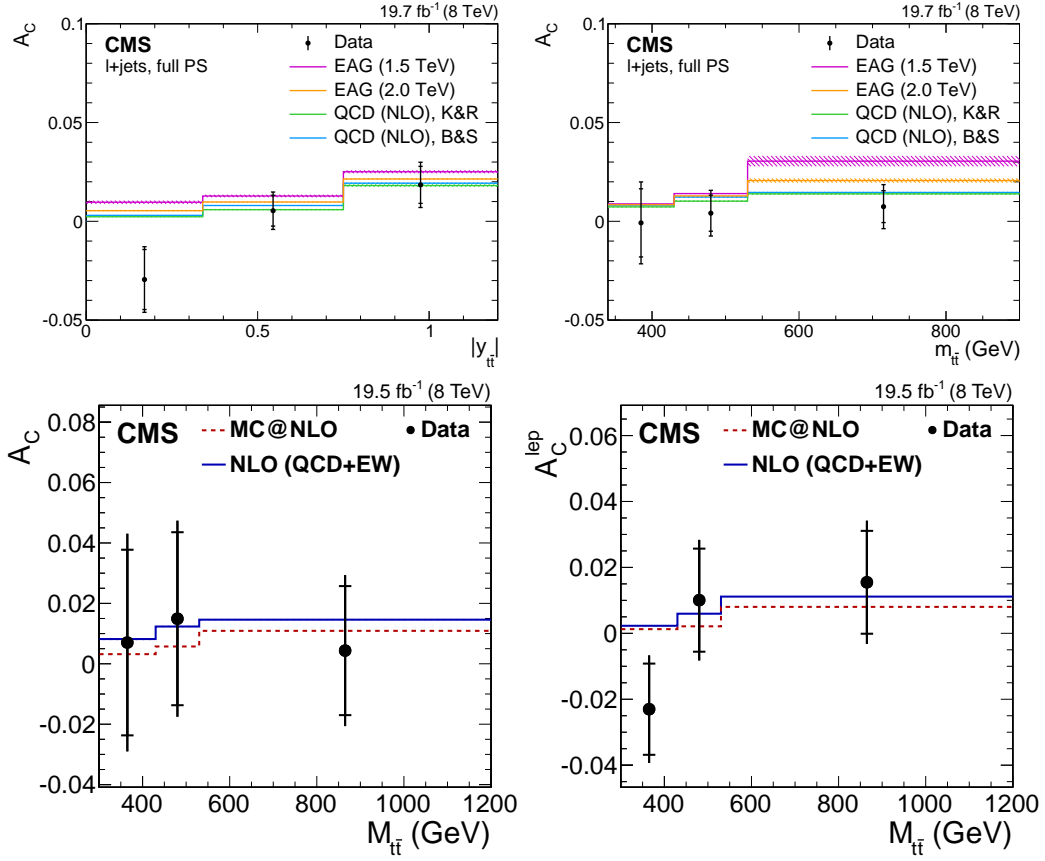 19.7 fb⁻¹ (8 TeV)
A_C
CMS
l+jets, full PS
Data
EAG (1.5 TeV)
EAG (2.0 TeV)
QCD (NLO), K&R
QCD (NLO), B&S
0.1
0.05
0
-0.05
0 0.5 1
|y_tt̄|
19.7 fb⁻¹ (8 TeV)
A_C
CMS
l+jets, full PS
Data
EAG (1.5 TeV)
EAG (2.0 TeV)
QCD (NLO), K&R
QCD (NLO), B&S
0.1
0.05
0
-0.05
400 600 800
m_tt̄ (GeV)
19.5 fb⁻¹ (8 TeV)
A_C
CMS
MC@NLO
Data
NLO (QCD+EW)
0.08
0.06
0.04
0.02
0
-0.02
-0.04
400 600 800 1000 1200
M_tt̄ (GeV)
19.5 fb⁻¹ (8 TeV)
A_C^lep
CMS
MC@NLO
Data
NLO (QCD+EW)
0.06
0.04
0.02
0
-0.02
-0.04
400 600 800 1000 1200
M_tt̄ (GeV)